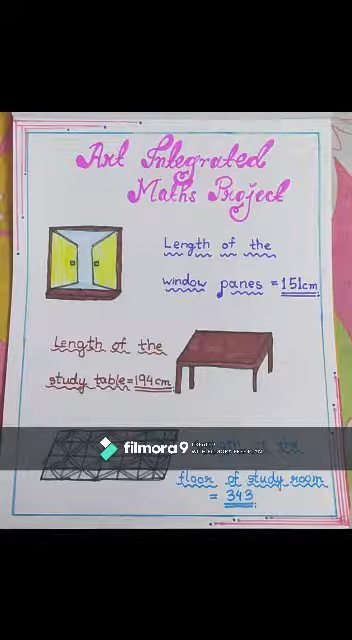 Art Integrated
Maths Project
Length of the
window panes = 151cm
Length of the
study table = 194cm
filmora9
the
floor of study room
= 343